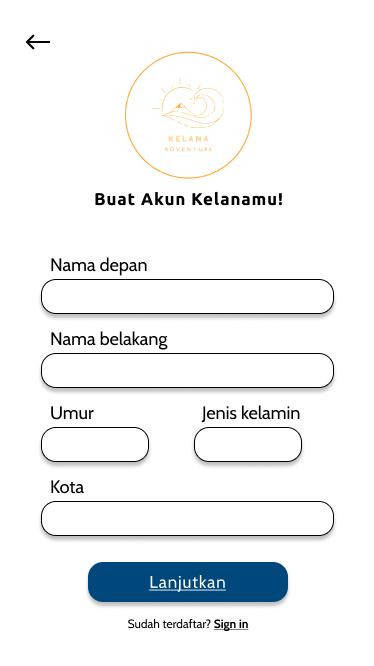 KELANA
ADVENTURE
Buat Akun Kelanamu!
Nama depan
Nama belakang
Umur
Jenis kelamin
Kota
Lanjutkan
Sudah terdaftar? Sign in